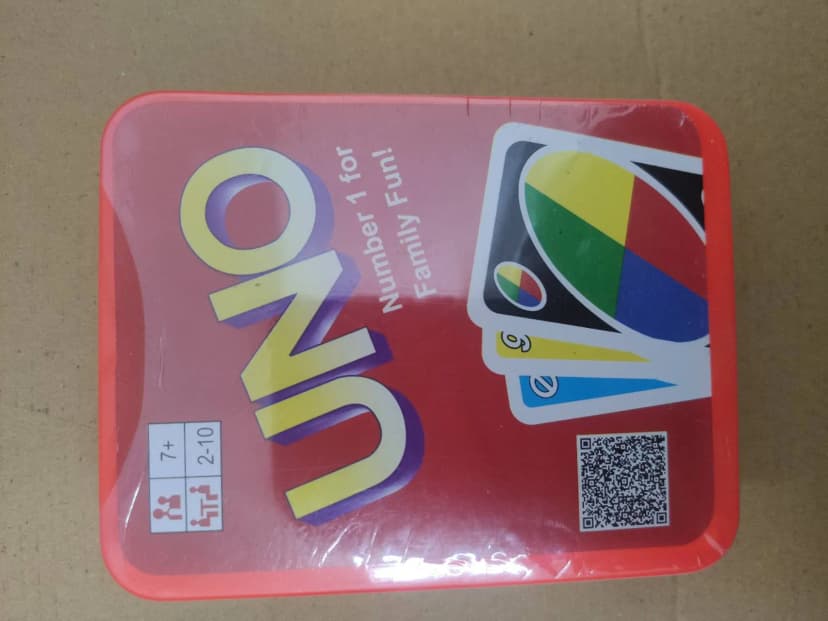 7+
2-10
UNO
Number 1 for
Family Fun!